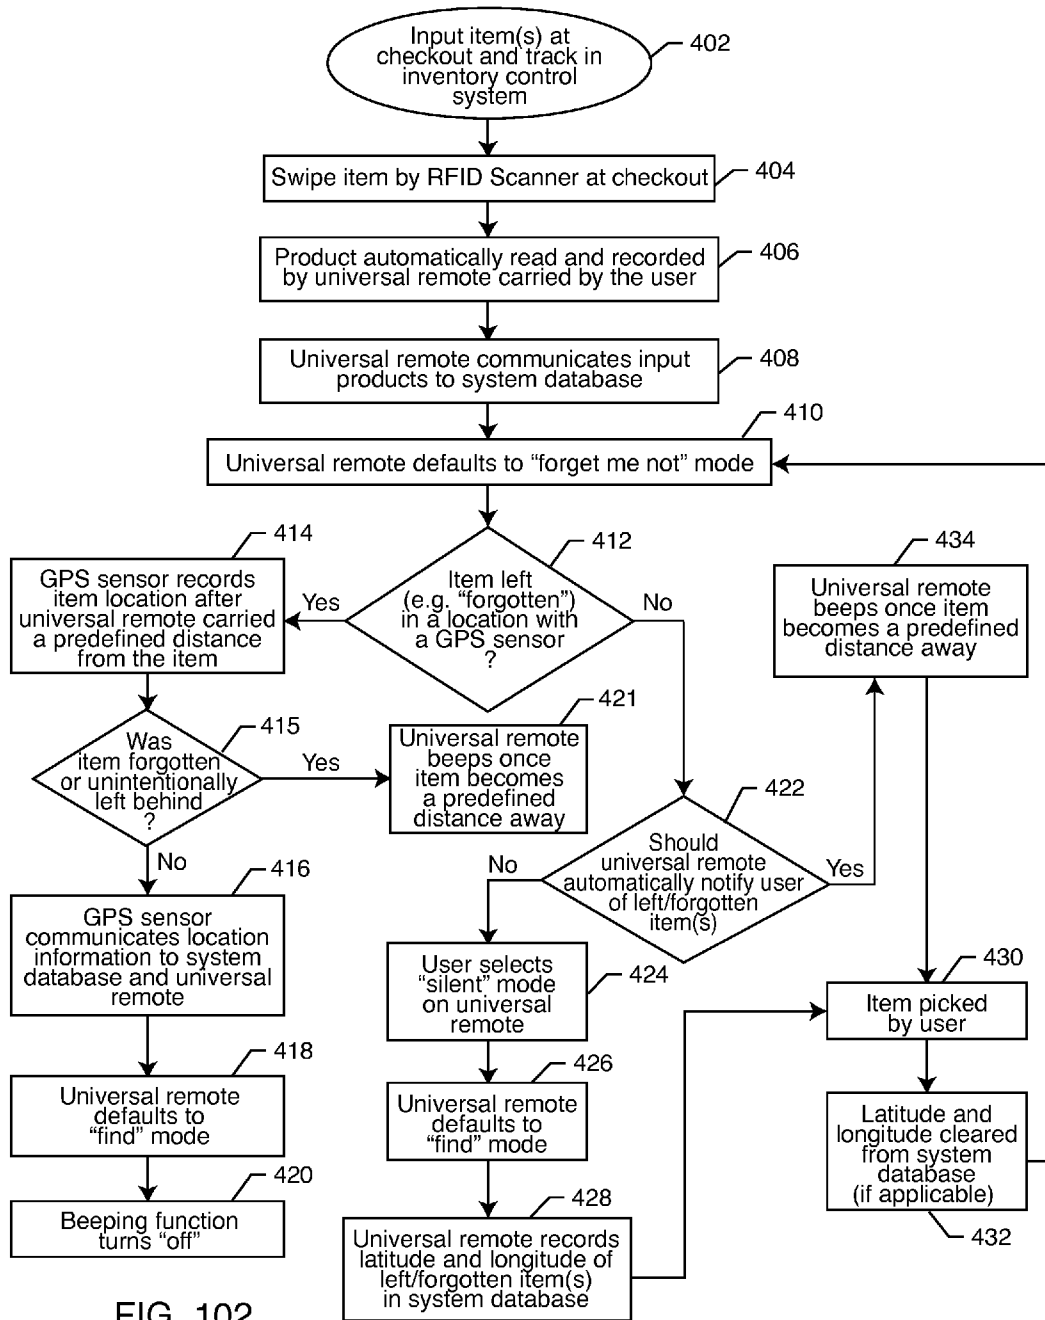 Input item(s) at
checkout and track in
inventory control
system
402
Swipe item by RFID Scanner at checkout
404
Product automatically read and recorded
by universal remote carried by the user
406
Universal remote communicates input
products to system database
408
410
Universal remote defaults to “forget me not” mode
414
GPS sensor records
item location after
universal remote carried
a predefined distance
from the item
Yes
412
Item left
(e.g. “forgotten”)
in a location with
a GPS sensor
?
No
434
Universal remote
beeps once item
becomes a predefined
distance away
415
Was
item forgotten
or unintentionally
left behind
?
Yes
421
Universal remote
beeps once
item becomes
a predefined
distance away
No
422
Should
universal remote
automatically notify user
of left/forgotten
item(s)
No
Yes
416
GPS sensor
communicates location
information to system
database and universal
remote
User selects
“silent” mode
on universal
remote
424
430
Item picked
by user
418
Universal remote
defaults to
“find” mode
426
Universal remote
defaults to
“find” mode
Latitude and
longitude cleared
from system
database
(if applicable)
432
420
Beeping function
turns “off”
428
Universal remote records
latitude and longitude of
left/forgotten item(s)
in system database
FIG. 102